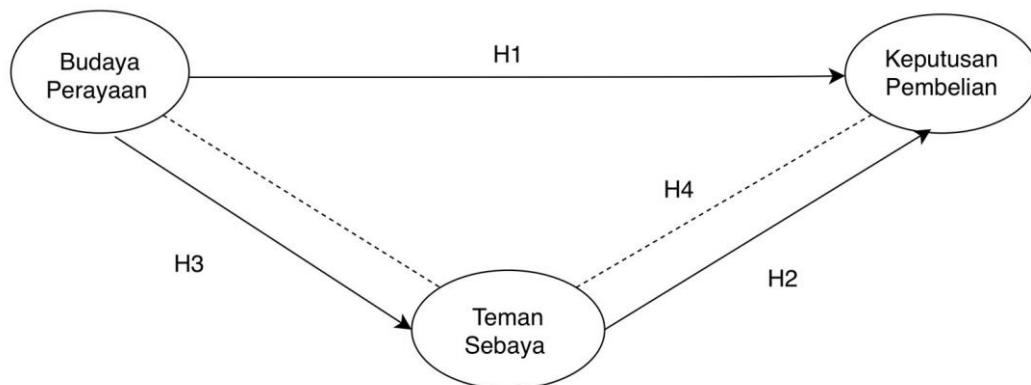 Budaya
Perayaan
H1
Keputusan
Pembelian
H4
H3
H2
Teman
Sebaya